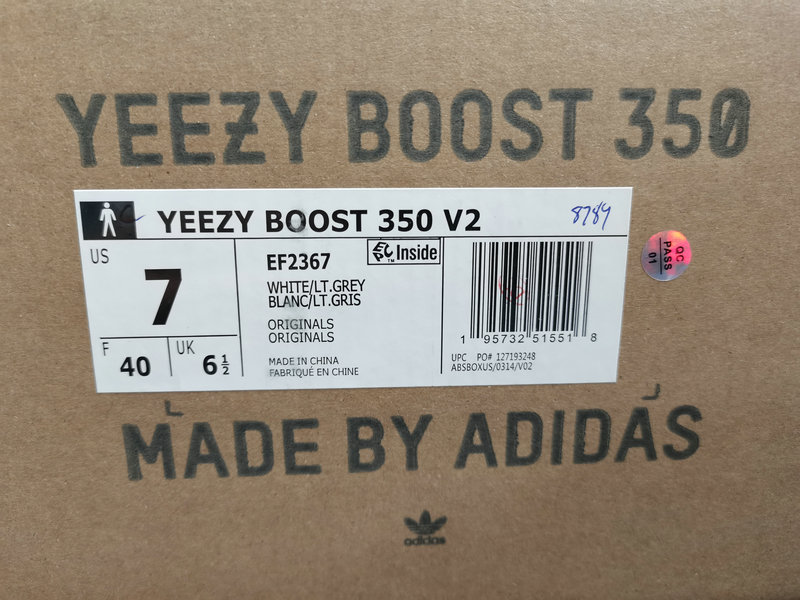 YEEZY BOOST 350
YEEZY BOOST 350 V2
8789
US
7
F
40
UK
6 1/2
EF2367
WHITE/LT.GREY
BLANC/LT.GRIS
ORIGINALS
ORIGINALS
MADE IN CHINA
FABRIQUÉ EN CHINE
Inside
1 95732 51551 8
UPC PO# 127193248
ABSBOXUS/0314/V02
QC
PASS
01
MADE BY ADIDAS
adidas